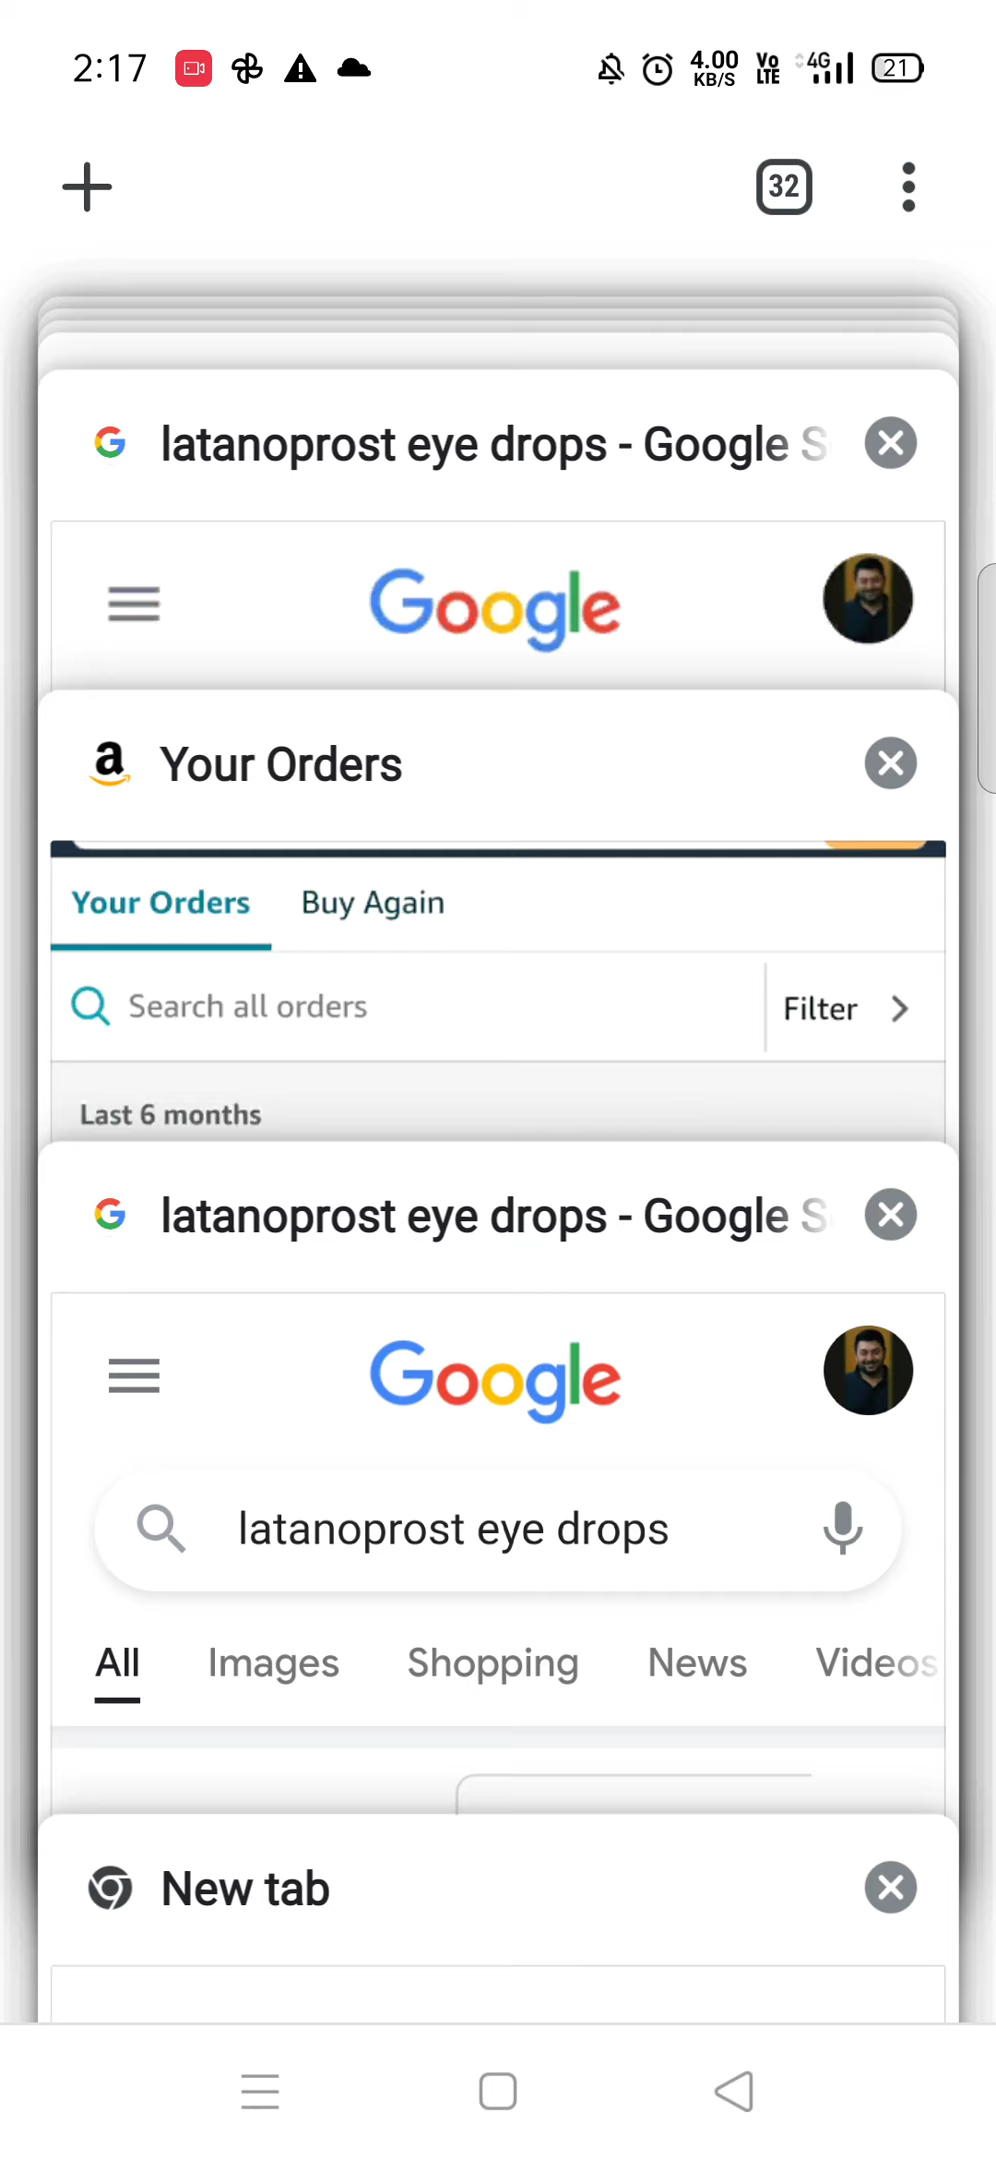 2:17 4.00 KB/S Vo LTE 4G 21
32
latanoprost eye drops - Google S
Google
a Your Orders
Your Orders Buy Again
Search all orders Filter
Last 6 months
latanoprost eye drops - Google S
Google
latanoprost eye drops
All Images Shopping News Videos
New tab